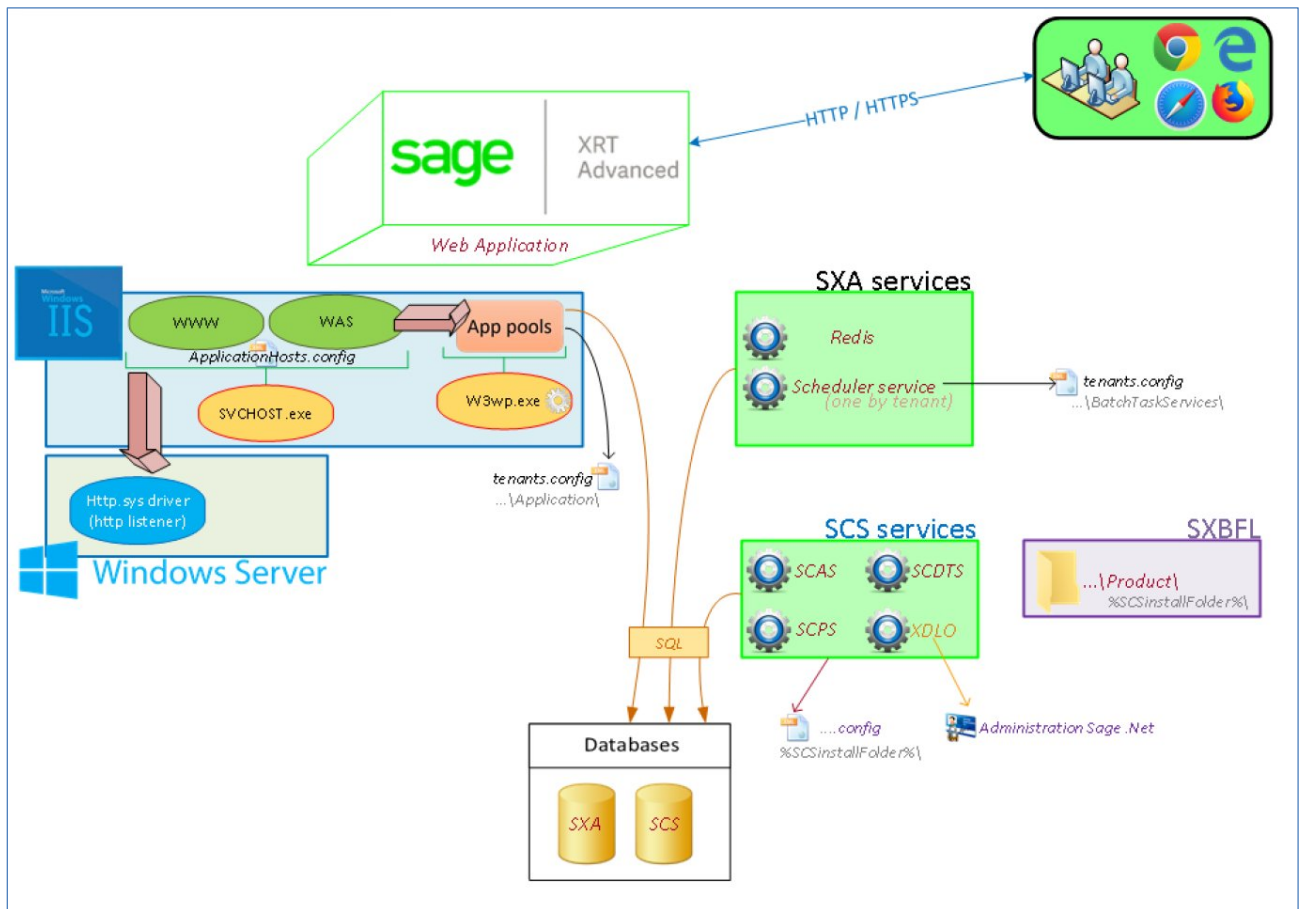 HTTP / HTTPS
sage
XRT
Advanced
Web Application
Microsoft
Windows
IIS
WWW
WAS
App pools
ApplicationHosts.config
SVCHOST.exe
W3wp.exe
tenants.config
...\Application\
Http.sys driver
(http listener)
Windows Server
SXA services
Redis
Scheduler service
(one by tenant)
tenants.config
...\BatchTaskServices\
SCS services
SCAS
SCDTS
SCPS
XDLO
SXBFL
...\Product\
%SCSinstallFolder%\
SQL
....config
%SCSinstallFolder%\
Administration Sage .Net
Databases
SXA
SCS